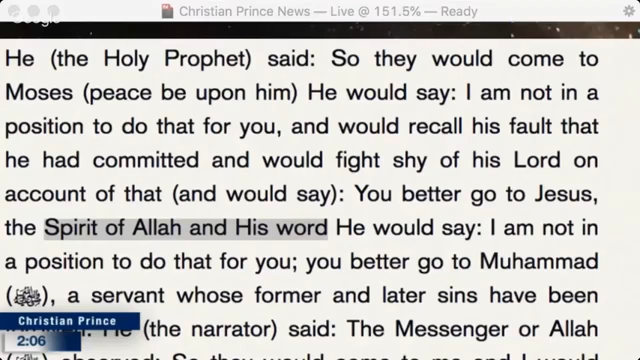 Christian Prince News — Live @ 151.5% — Ready
He (the Holy Prophet) said: So they would come to
Moses (peace be upon him) He would say: I am not in a
position to do that for you, and would recall his fault that
he had committed and would fight shy of his Lord on
account of that (and would say): You better go to Jesus,
the Spirit of Allah and His word He would say: I am not in
a position to do that for you; you better go to Muhammad
(ﷺ), a servant whose former and later sins have been
Christian Prince
(the narrator) said: The Messenger or Allah
2:06